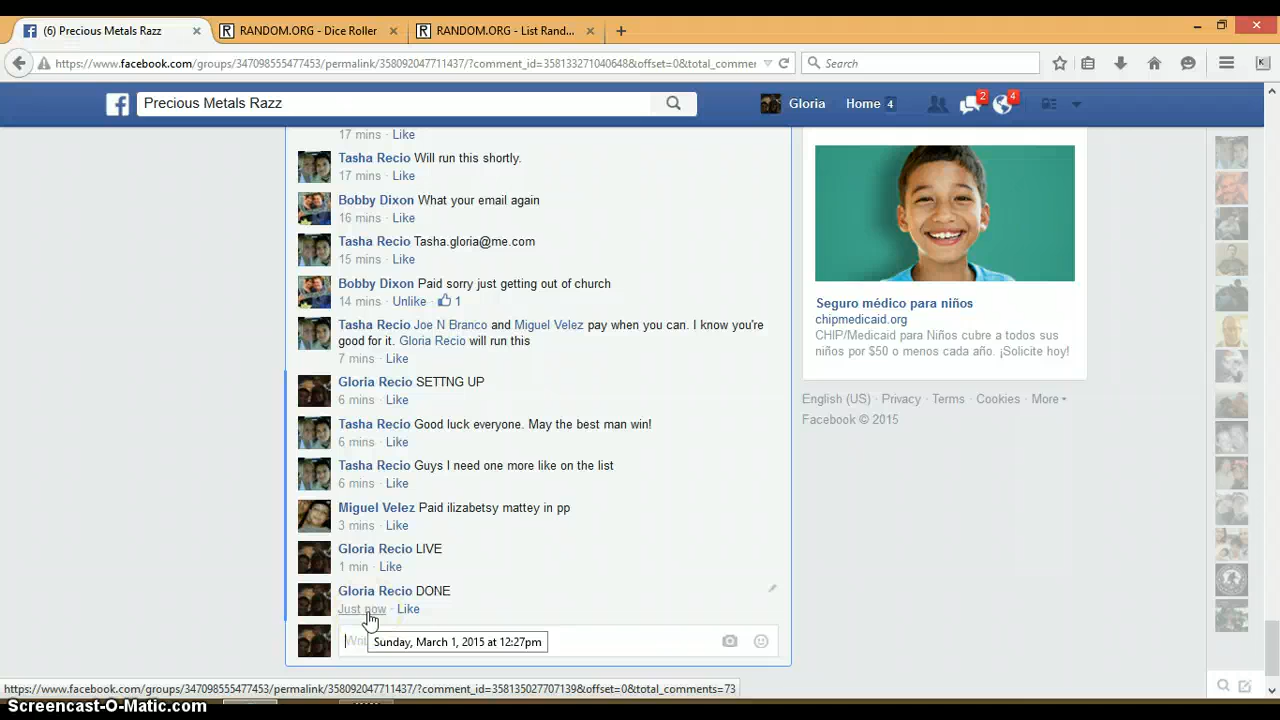 (6) Precious Metals Razz
RANDOM.ORG - Dice Roller
RANDOM.ORG - List Rand...
https://www.facebook.com/groups/347098555477453/permalink/358092047711437/?comment_id=358133271040648&offset=0&total_comme
Search
Precious Metals Razz
Gloria
Home 4
2
4
17 mins · Like
Tasha Recio Will run this shortly.
17 mins · Like
Bobby Dixon What your email again
16 mins · Like
Tasha Recio Tasha.gloria@me.com
15 mins · Like
Bobby Dixon Paid sorry just getting out of church
14 mins · Unlike · 1
Tasha Recio Joe N Branco and Miguel Velez pay when you can. I know you're
good for it. Gloria Recio will run this
7 mins · Like
Gloria Recio SETTNG UP
6 mins · Like
Tasha Recio Good luck everyone. May the best man win!
6 mins · Like
Tasha Recio Guys I need one more like on the list
6 mins · Like
Miguel Velez Paid ilizabetsy mattey in pp
3 mins · Like
Gloria Recio LIVE
1 min · Like
Gloria Recio DONE
Just now · Like
Sunday, March 1, 2015 at 12:27pm
Seguro médico para niños
chipmedicaid.org
CHIP/Medicaid para Niños cubre a todos sus
niños por $50 o menos cada año. ¡Solicite hoy!
English (US) · Privacy · Terms · Cookies · More
Facebook © 2015
https://www.facebook.com/groups/347098555477453/permalink/358092047711437/?comment_id=358135027707139&offset=0&total_comments=73
Screencast-O-Matic.com